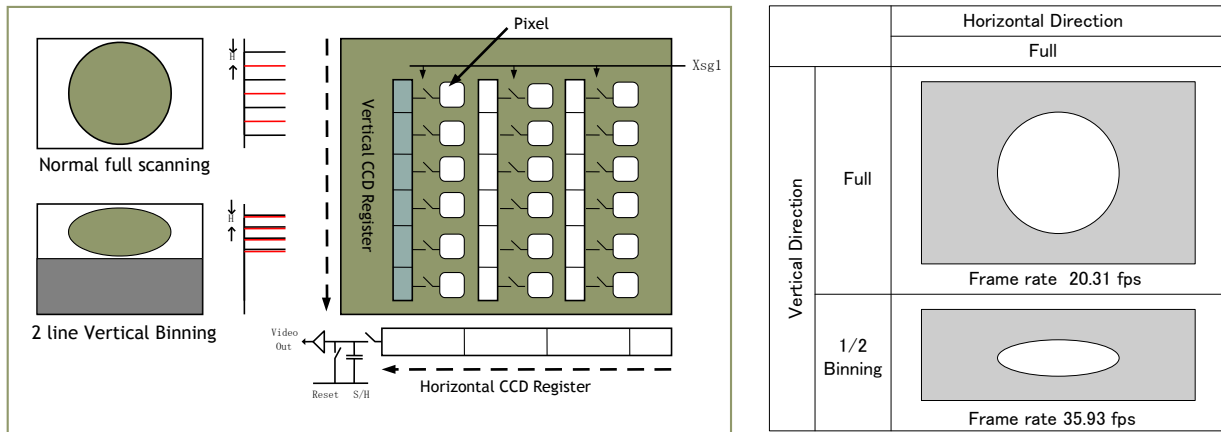 H
Normal full scanning
H
2 line Vertical Binning
Pixel
Xsg1
Vertical CCD Register
Video
Out
Reset
S/H
Horizontal CCD Register
Horizontal Direction
Full
Vertical Direction
Full
Frame rate 20.31 fps
1/2
Binning
Frame rate 35.93 fps